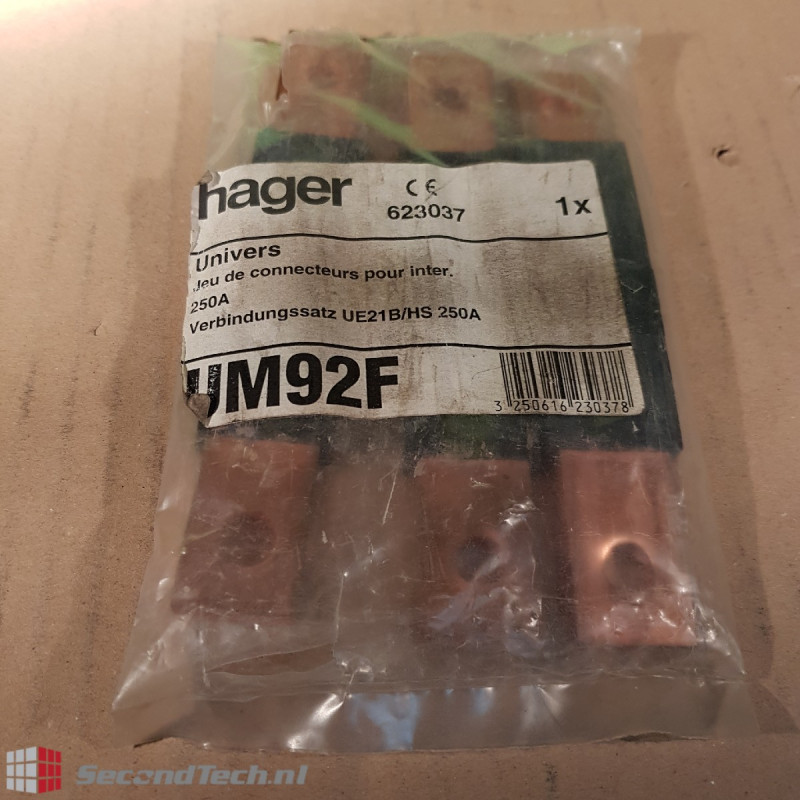 hager
CE
623037
1x
Univers
Jeu de connecteurs pour inter.
250A
Verbindungssatz UE21B/HS 250A
UM92F
3 250616 230378
SecondTech.nl